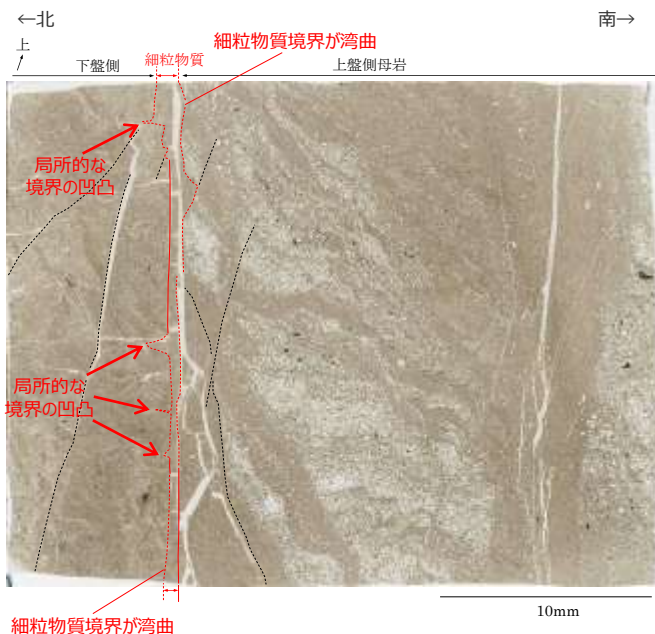 ←北
南→
上
下盤側
細粒物質
細粒物質境界が湾曲
上盤側母岩
局所的な
境界の凹凸
局所的な
境界の凹凸
10mm
細粒物質境界が湾曲